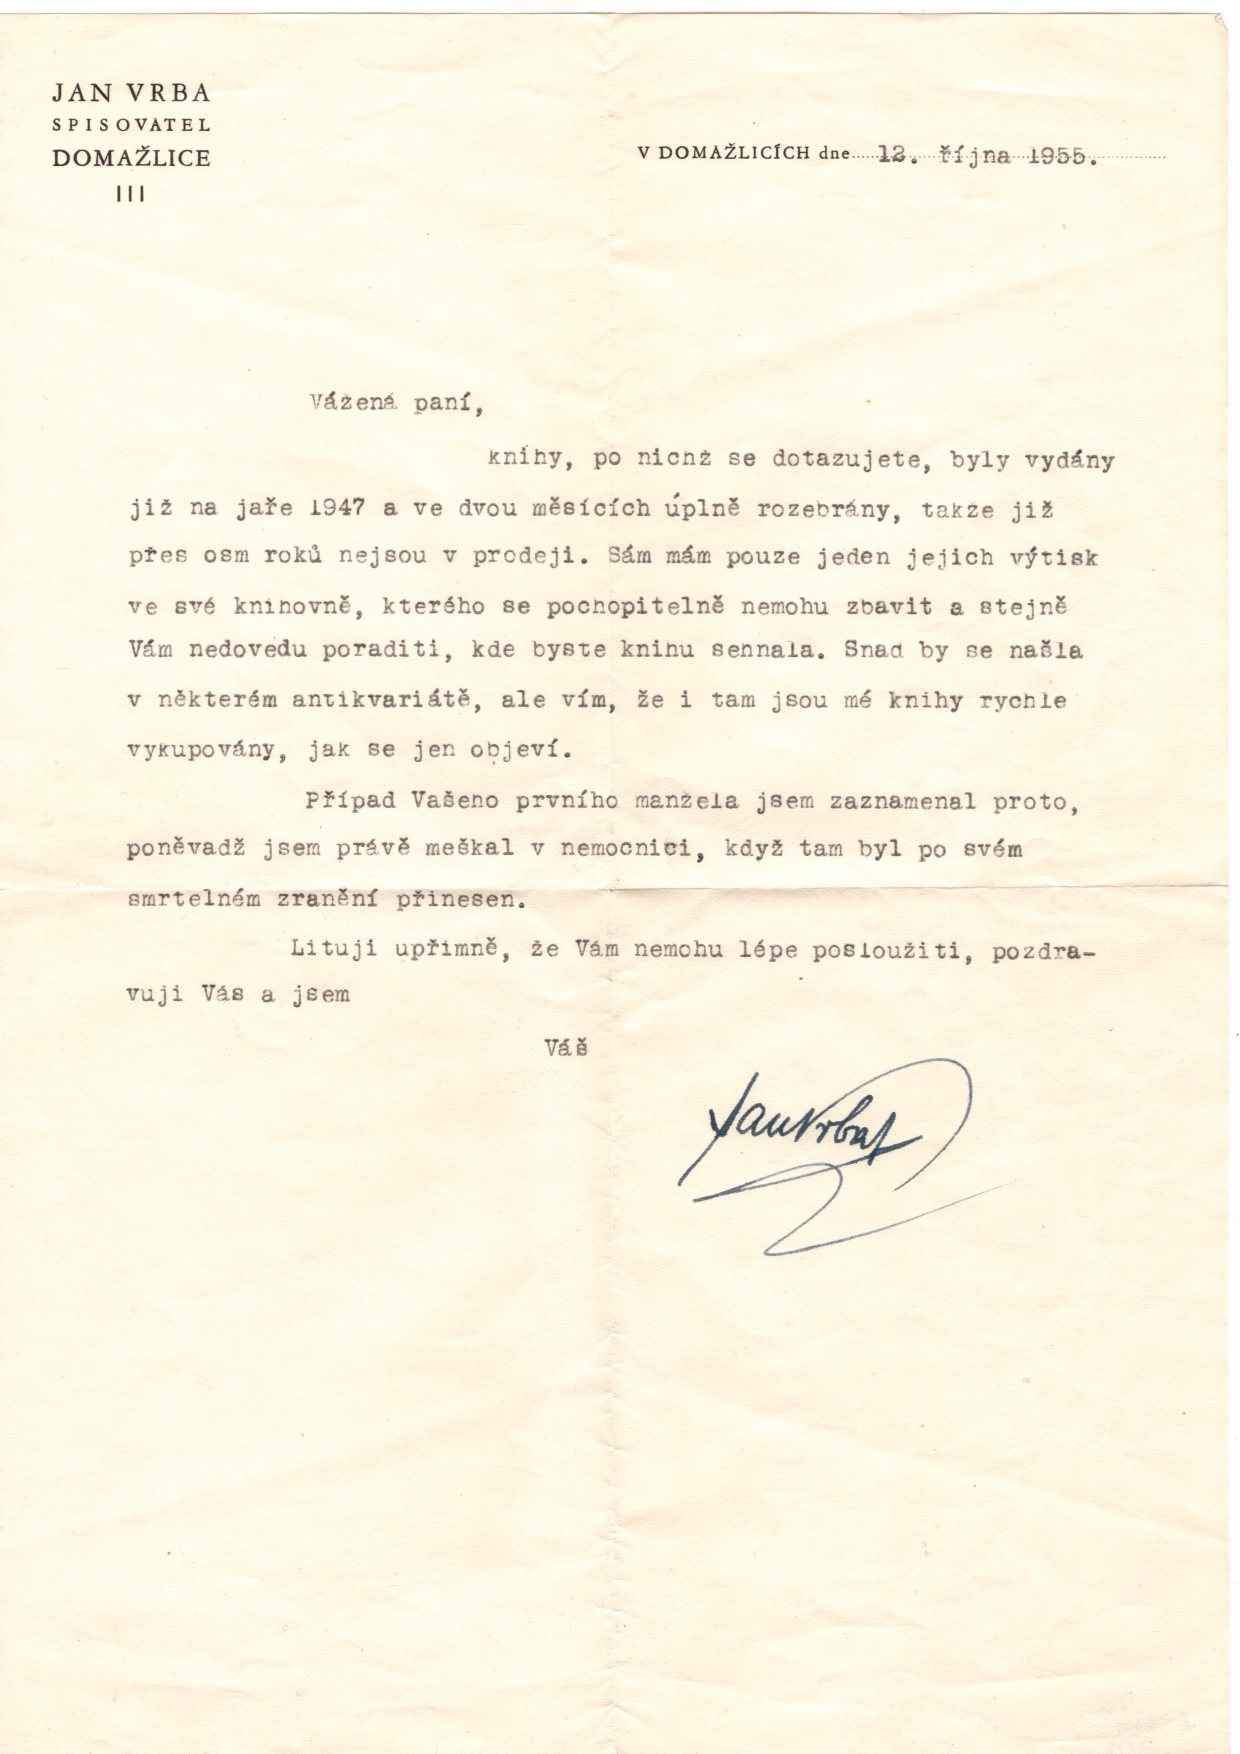 JAN VRBA
SPISOVATEL
DOMAŽLICE
III
V DOMAŽLICÍCH dne 12. října 1955.
Vážená paní,
knihy, po nichž se dotazujete, byly vydány
již na jaře 1947 a ve dvou měsících úplně rozebrány, takže již
přes osm roků nejsou v prodeji. Sám mám pouze jeden jejich výtisk
ve své knihovně, kterého se pochopitelně nemohu zbavit a stejně
Vám nedovedu poraditi, kde byste knihu sehnala. Snad by se našla
v některém antikvariátě, ale vím, že i tam jsou mé knihy rychle
vykupovány, jak se jen objeví.
Případ Vašeho prvního manžela jsem zaznamenal proto,
poněvadž jsem právě meškal v nemocnici, když tam byl po svém
smrtelném zranění přinesen.
Lituji upřímně, že Vám nemohu lépe posloužiti, pozdra-
vuji Vás a jsem
Váš
Jan Vrba